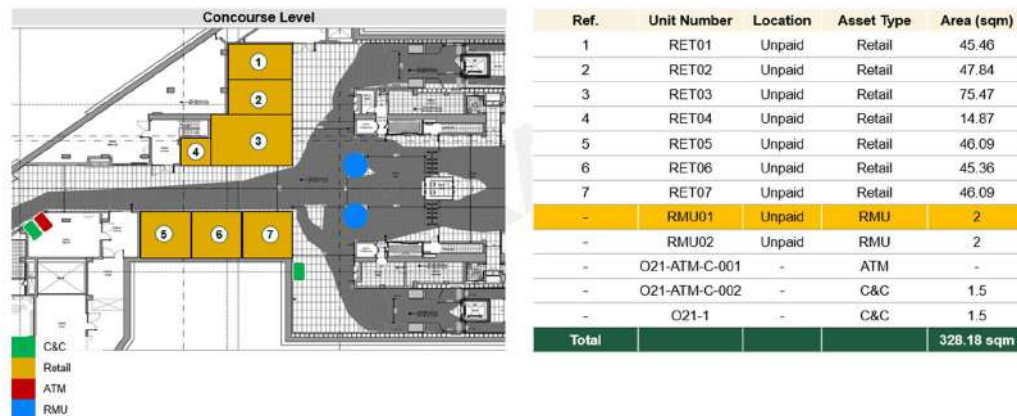 Concourse Level
1
2
3
4
5
6
7
C&C
Retail
ATM
RMU
Ref. Unit Number Location Asset Type Area (sqm)
1 RET01 Unpaid Retail 45.46
2 RET02 Unpaid Retail 47.84
3 RET03 Unpaid Retail 75.47
4 RET04 Unpaid Retail 14.87
5 RET05 Unpaid Retail 46.09
6 RET06 Unpaid Retail 45.36
7 RET07 Unpaid Retail 46.09
- RMU01 Unpaid RMU 2
- RMU02 Unpaid RMU 2
- O21-ATM-C-001 - ATM -
- O21-ATM-C-002 - C&C 1.5
- O21-1 - C&C 1.5
Total 328.18 sqm